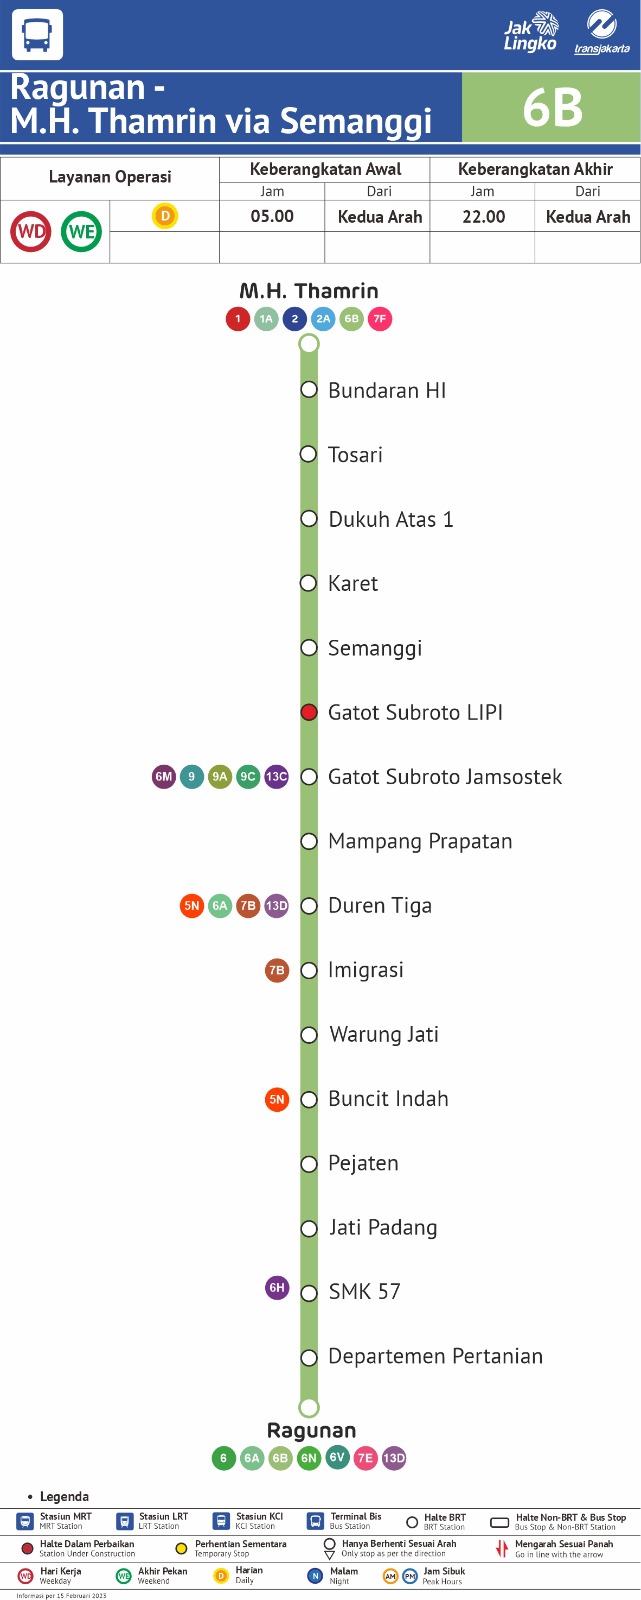 Jak
Lingko
transjakarta
Ragunan -
M.H. Thamrin via Semanggi
6B
Layanan Operasi
Keberangkatan Awal
Keberangkatan Akhir
Jam
Dari
Jam
Dari
WD
WE
D
05.00
Kedua Arah
22.00
Kedua Arah
M.H. Thamrin
1 1A 2 2A 6B 7F
Bundaran HI
Tosari
Dukuh Atas 1
Karet
Semanggi
Gatot Subroto LIPI
6M 9 9A 9C 13C Gatot Subroto Jamsostek
Mampang Prapatan
5N 6A 7B 13D Duren Tiga
7B Imigrasi
Warung Jati
5N Buncit Indah
Pejaten
Jati Padang
6H SMK 57
Departemen Pertanian
Ragunan
6 6A 6B 6N 6V 7E 13D
• Legenda
Stasiun MRT
MRT Station
Stasiun LRT
LRT Station
Stasiun KCI
KCI Station
Terminal Bis
Bus Station
Halte BRT
BRT Station
Halte Non-BRT & Bus Stop
Bus Stop & Non-BRT Station
Halte Dalam Perbaikan
Station Under Construction
Perhentian Sementara
Temporary Stop
Hanya Berhenti Sesuai Arah
Only stop as per the direction
Mengarah Sesuai Panah
Go in line with the arrow
WD Hari Kerja
Weekday
WE Akhir Pekan
Weekend
D Harian
Daily
N Malam
Night
AM PM Jam Sibuk
Peak Hours
Informasi per 15 Februari 2023